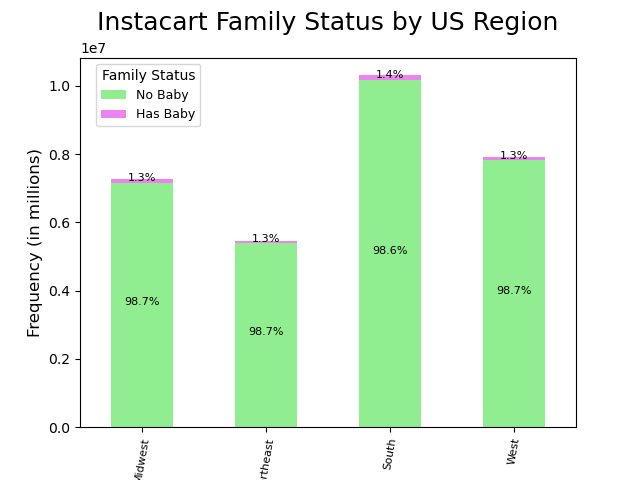 Instacart Family Status by US Region
1e7
Frequency (in millions)
1.0
0.8
0.6
0.4
0.2
0.0
Family Status
No Baby
Has Baby
1.3%
98.7%
1.3%
98.7%
1.4%
98.6%
1.3%
98.7%
South
West